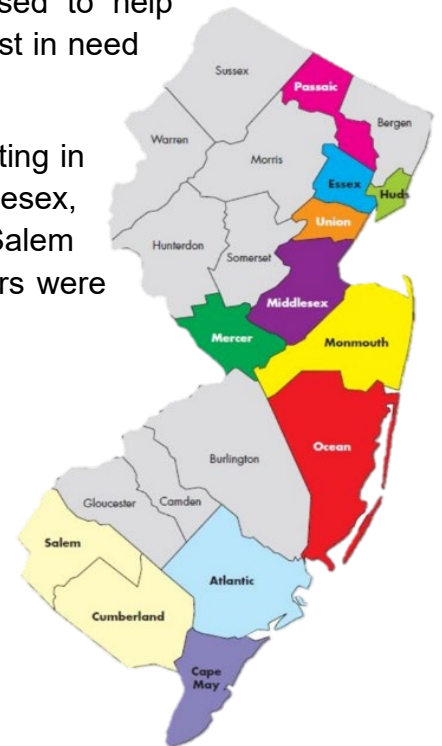 sed to help
st in need
ting in
esex,
Salem
rs were
Sussex
Passaic
Bergen
Warren
Morris
Essex
Huds
Union
Hunterdon
Somerset
Middlesex
Mercer
Monmouth
Ocean
Burlington
Camden
Gloucester
Salem
Atlantic
Cumberland
Cape
May